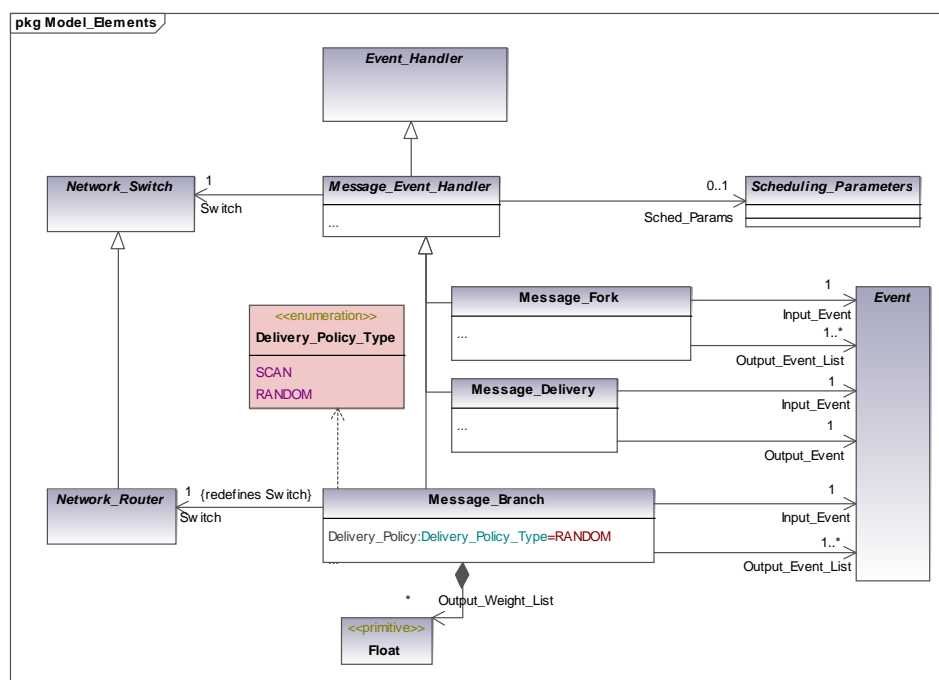 pkg Model_Elements
Event_Handler
Network_Switch
1
Switch
Message_Event_Handler
...
0..1
Sched_Params
Scheduling_Parameters
<<enumeration>>
Delivery_Policy_Type
SCAN
RANDOM
Message_Fork
...
1
Input_Event
1..*
Output_Event_List
Event
Message_Delivery
...
1
Input_Event
1
Output_Event
Network_Router
1 {redefines Switch}
Switch
Message_Branch
Delivery_Policy:Delivery_Policy_Type=RANDOM
...
1
Input_Event
1..*
Output_Event_List
* Output_Weight_List
<<primitive>>
Float